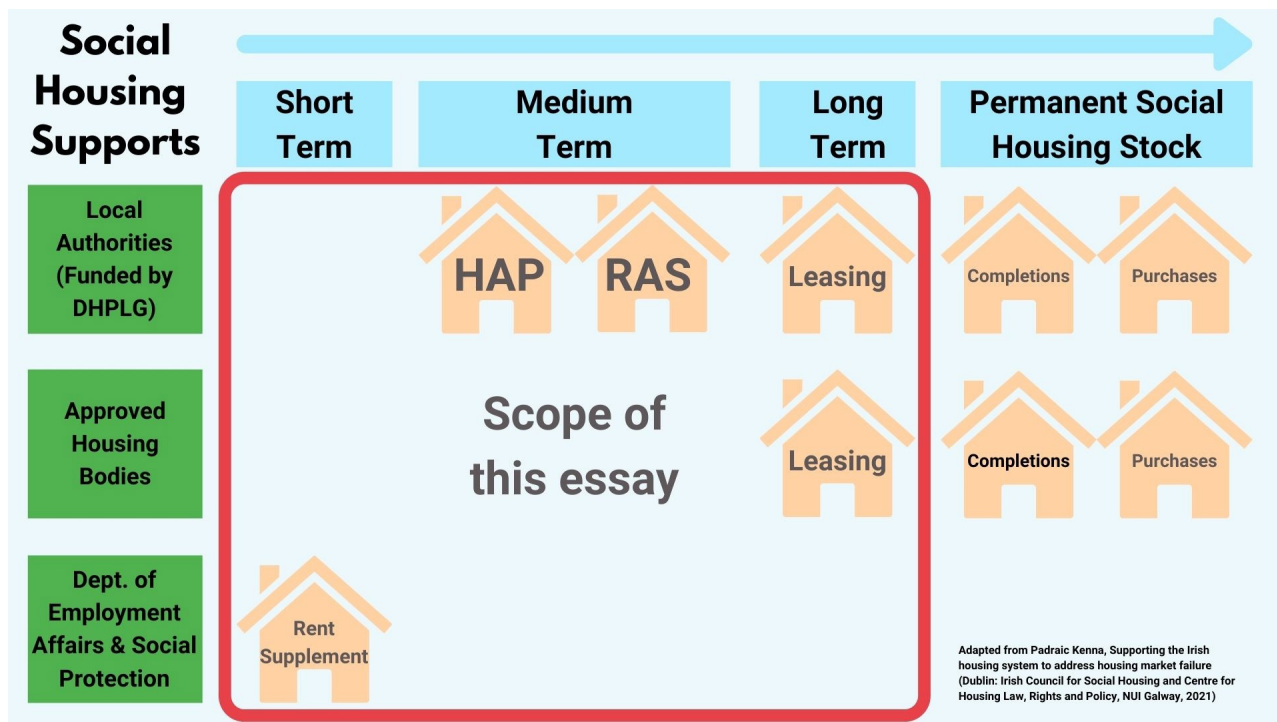 Social
Housing
Supports
Short
Term
Medium
Term
Long
Term
Permanent Social
Housing Stock
Local
Authorities
(Funded by
DHPLG)
HAP
RAS
Leasing
Completions
Purchases
Approved
Housing
Bodies
Scope of
this essay
Leasing
Completions
Purchases
Dept. of
Employment
Affairs & Social
Protection
Rent
Supplement
Adapted from Padraic Kenna, Supporting the Irish
housing system to address housing market failure
(Dublin: Irish Council for Social Housing and Centre for
Housing Law, Rights and Policy, NUI Galway, 2021)